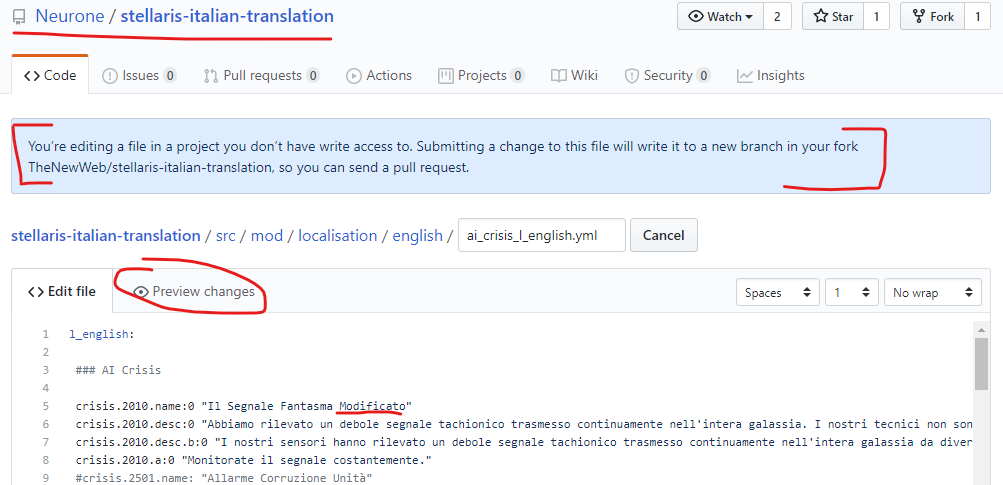 Neurone / stellaris-italian-translation
Watch 2 Star 1 Fork 1
Code Issues 0 Pull requests 0 Actions Projects 0 Wiki Security 0 Insights
You're editing a file in a project you don't have write access to. Submitting a change to this file will write it to a new branch in your fork
TheNewWeb/stellaris-italian-translation, so you can send a pull request.
stellaris-italian-translation / src / mod / localisation / english / ai_crisis_l_english.yml Cancel
<> Edit file Preview changes Spaces 1 No wrap
1 l_english:
2
3 ### AI Crisis
4
5 crisis.2010.name:0 "Il Segnale Fantasma Modificato"
6 crisis.2010.desc:0 "Abbiamo rilevato un debole segnale tachionico trasmesso continuamente nell'intera galassia. I nostri tecnici non son
7 crisis.2010.desc.b:0 "I nostri sensori hanno rilevato un debole segnale tachionico trasmesso continuamente nell'intera galassia da diver
8 crisis.2010.a:0 "Monitorate il segnale costantemente."
9 #crisis.2501.name: "Allarme Corruzione Unità"